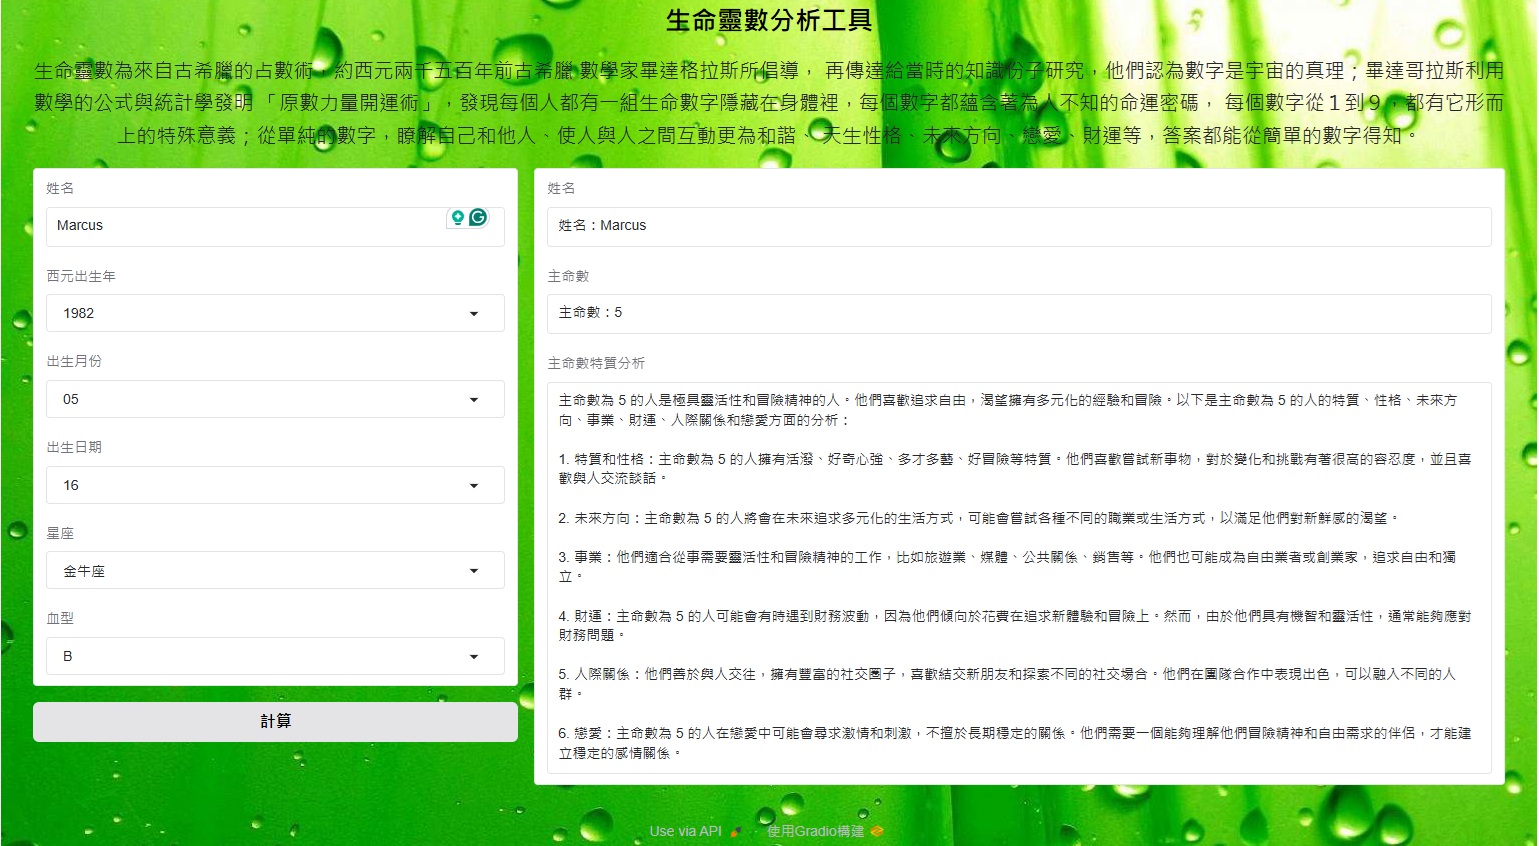 生命靈數分析工具
生命靈數為來自古希臘的占數術，約西元兩千五百年前古希臘 數學家畢達格拉斯所倡導， 再傳達給當時的知識份子研究，他們認為數字是宇宙的真理；畢達哥拉斯利用
數學的公式與統計學發明 「原數力量開運術」，發現每個人都有一組生命數字隱藏在身體裡，每個數字都蘊含著為人不知的命運密碼， 每個數字從１到９，都有它形而
上的特殊意義；從單純的數字，瞭解自己和他人、使人與人之間互動更為和諧、 天生性格、未來方向、戀愛、財運等，答案都能從簡單的數字得知。
姓名
Marcus
西元出生年
1982
出生月份
05
出生日期
16
星座
金牛座
血型
B
計算
姓名
姓名：Marcus
主命數
主命數：5
主命數特質分析
主命數為 5 的人是極具靈活性和冒險精神的人。他們喜歡追求自由，渴望擁有多元化的經驗和冒險。以下是主命數為 5 的人的特質、性格、未來方
向、事業、財運、人際關係和戀愛方面的分析：
1. 特質和性格：主命數為 5 的人擁有活潑、好奇心強、多才多藝、好冒險等特質。他們喜歡嘗試新事物，對於變化和挑戰有著很高的容忍度，並且喜
歡與人交流談話。
2. 未來方向：主命數為 5 的人將會在未來追求多元化的生活方式，可能會嘗試各種不同的職業或生活方式，以滿足他們對新鮮感的渴望。
3. 事業：他們適合從事需要靈活性和冒險精神的工作，比如旅遊業、媒體、公共關係、銷售等。他們也可能成為自由業者或創業家，追求自由和獨
立。
4. 財運：主命數為 5 的人可能會有時遇到財務波動，因為他們傾向於花費在追求新體驗和冒險上。然而，由於他們具有機智和靈活性，通常能夠應對
財務問題。
5. 人際關係：他們善於與人交往，擁有豐富的社交圈子，喜歡結交新朋友和探索不同的社交場合。他們在團隊合作中表現出色，可以融入不同的人
群。
6. 戀愛：主命數為 5 的人在戀愛中可能會尋求激情和刺激，不擅於長期穩定的關係。他們需要一個能夠理解他們冒險精神和自由需求的伴侶，才能建
立穩定的感情關係。
Use via API · 使用Gradio構建